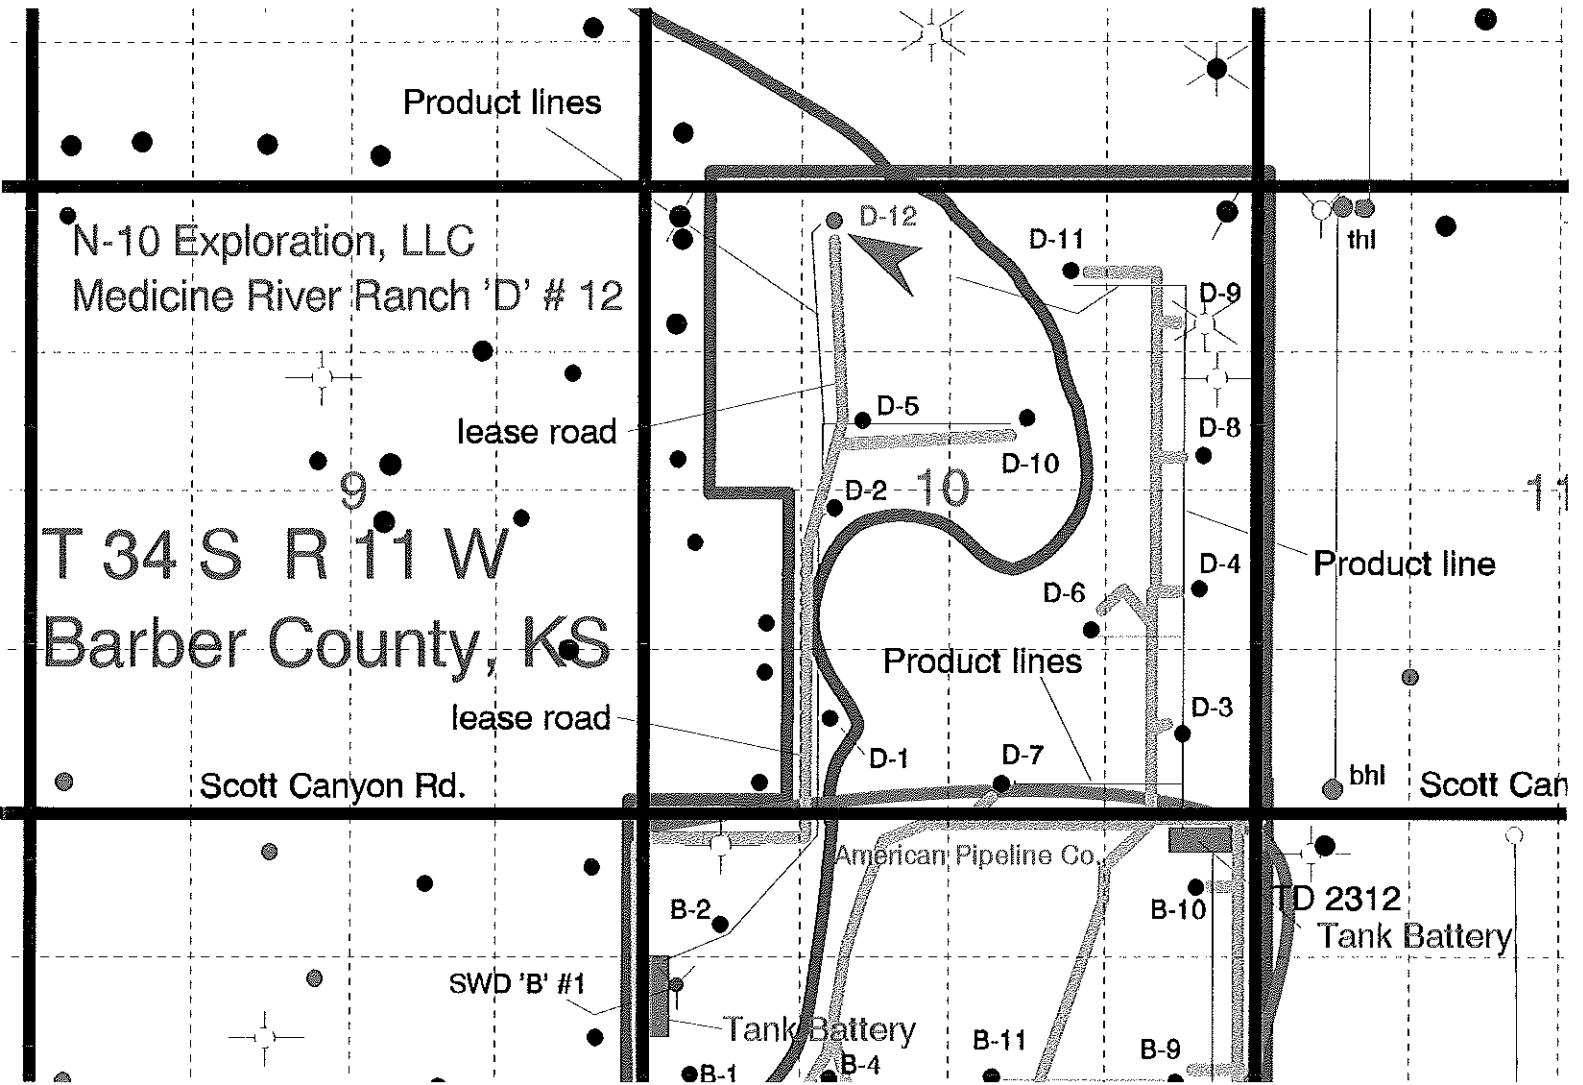 Product lines
N-10 Exploration, LLC
Medicine River Ranch 'D' # 12
D-12
D-11
thl
D-9
lease road
D-5
D-8
D-10
9
D-2
10
11
T 34 S R 11 W
Product line
D-4
D-6
Barber County, KS
Product lines
lease road
D-3
D-1
D-7
Scott Canyon Rd.
bhl
Scott Can
American Pipeline Co.
B-2
B-10
TD 2312
Tank Battery
SWD 'B' #1
Tank Battery
B-11
B-9
B-1
B-4